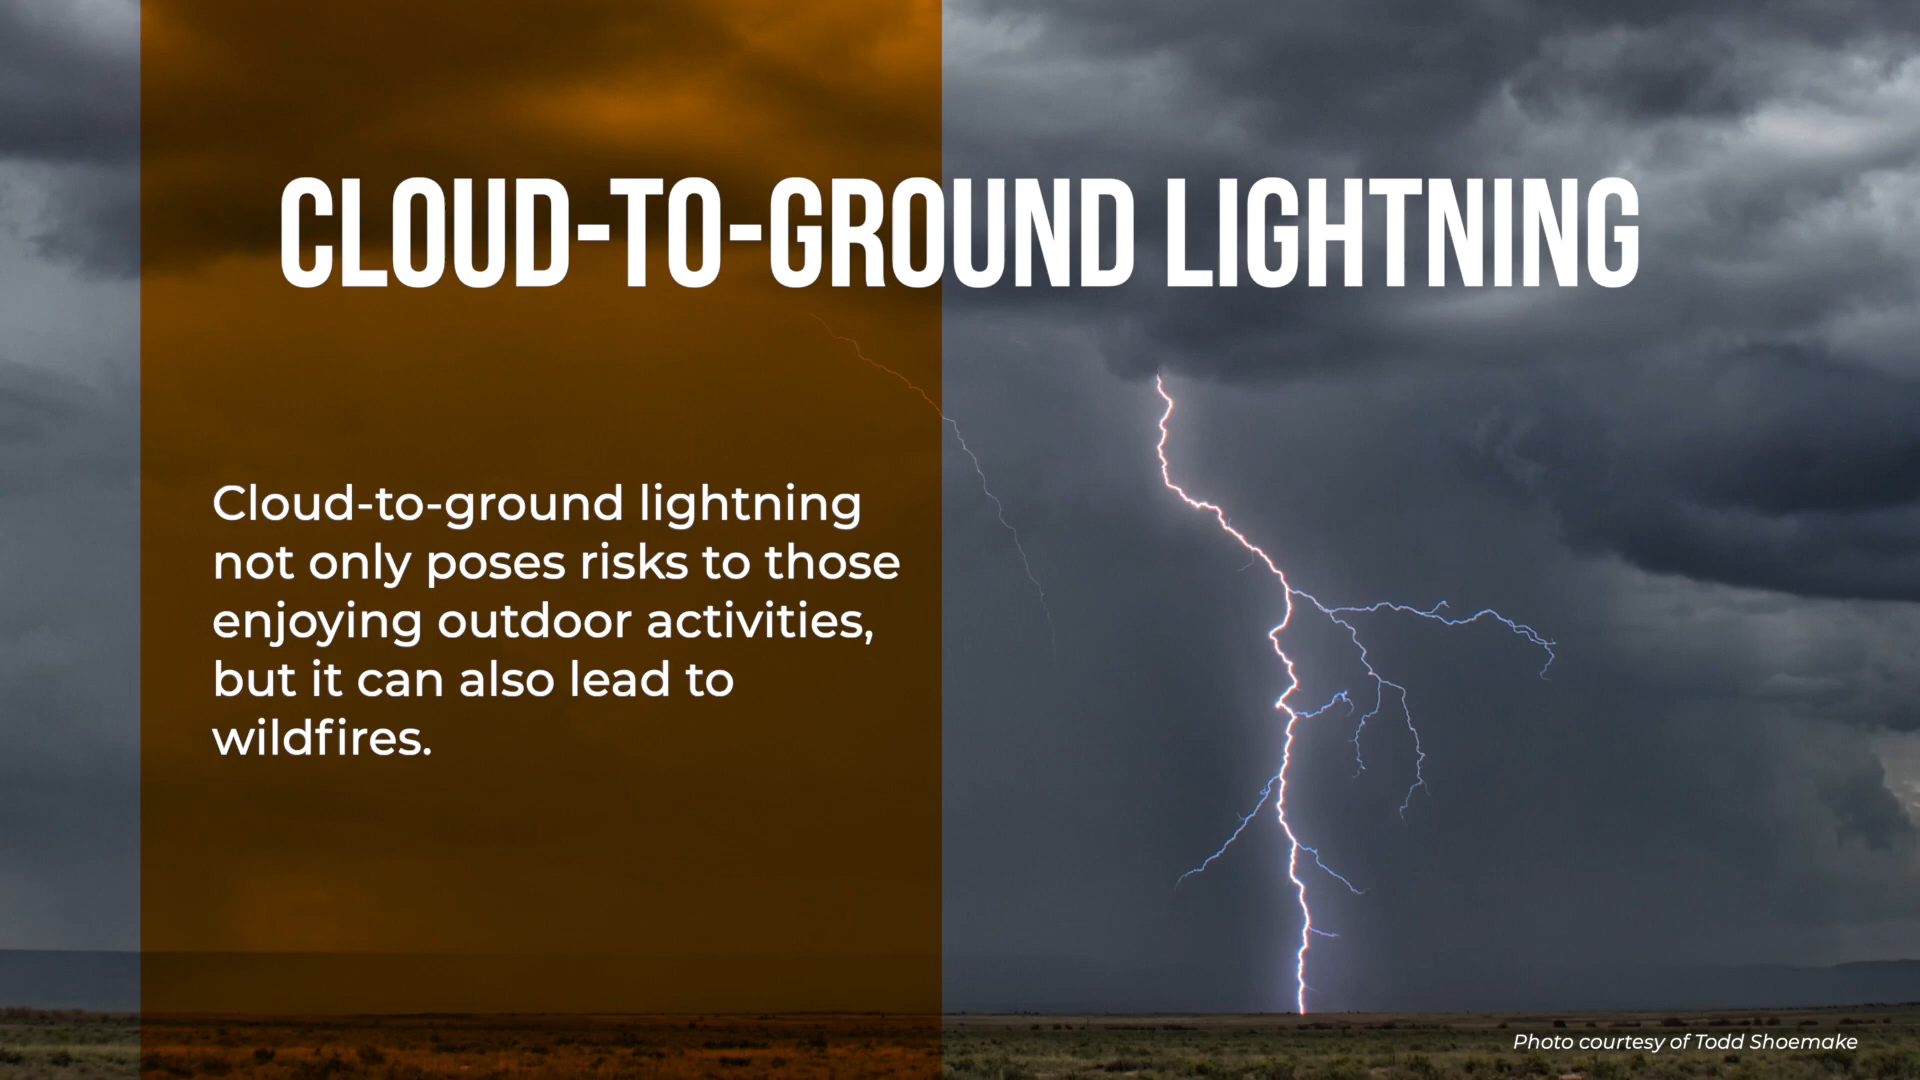 CLOUD-TO-GROUND LIGHTNING
Cloud-to-ground lightning
not only poses risks to those
enjoying outdoor activities,
but it can also lead to
wildfires.
Photo courtesy of Todd Shoemake